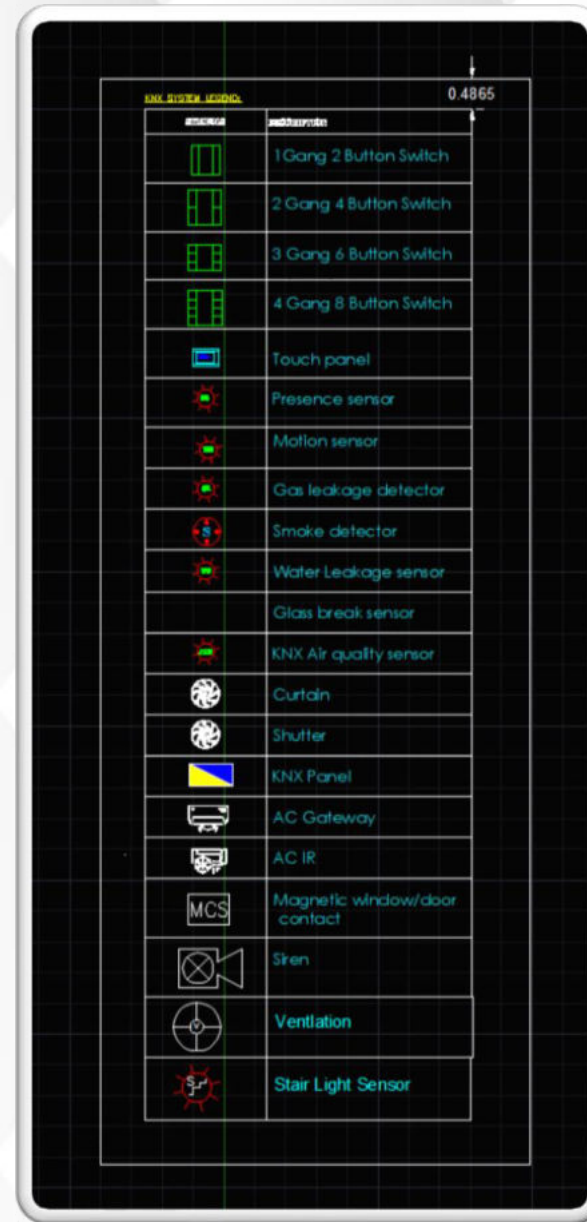 0.4865
KNX SYSTEM LEGEND:
1 Gang 2 Button Switch
2 Gang 4 Button Switch
3 Gang 6 Button Switch
4 Gang 8 Button Switch
Touch panel
Presence sensor
Motion sensor
Gas leakage detector
S
Smoke detector
Water Leakage sensor
Glass break sensor
KNX Air quality sensor
Curtain
Shutter
KNX Panel
AC Gateway
AC IR
MCS
Magnetic window/door
contact
Siren
Ventlation
Stair Light Sensor